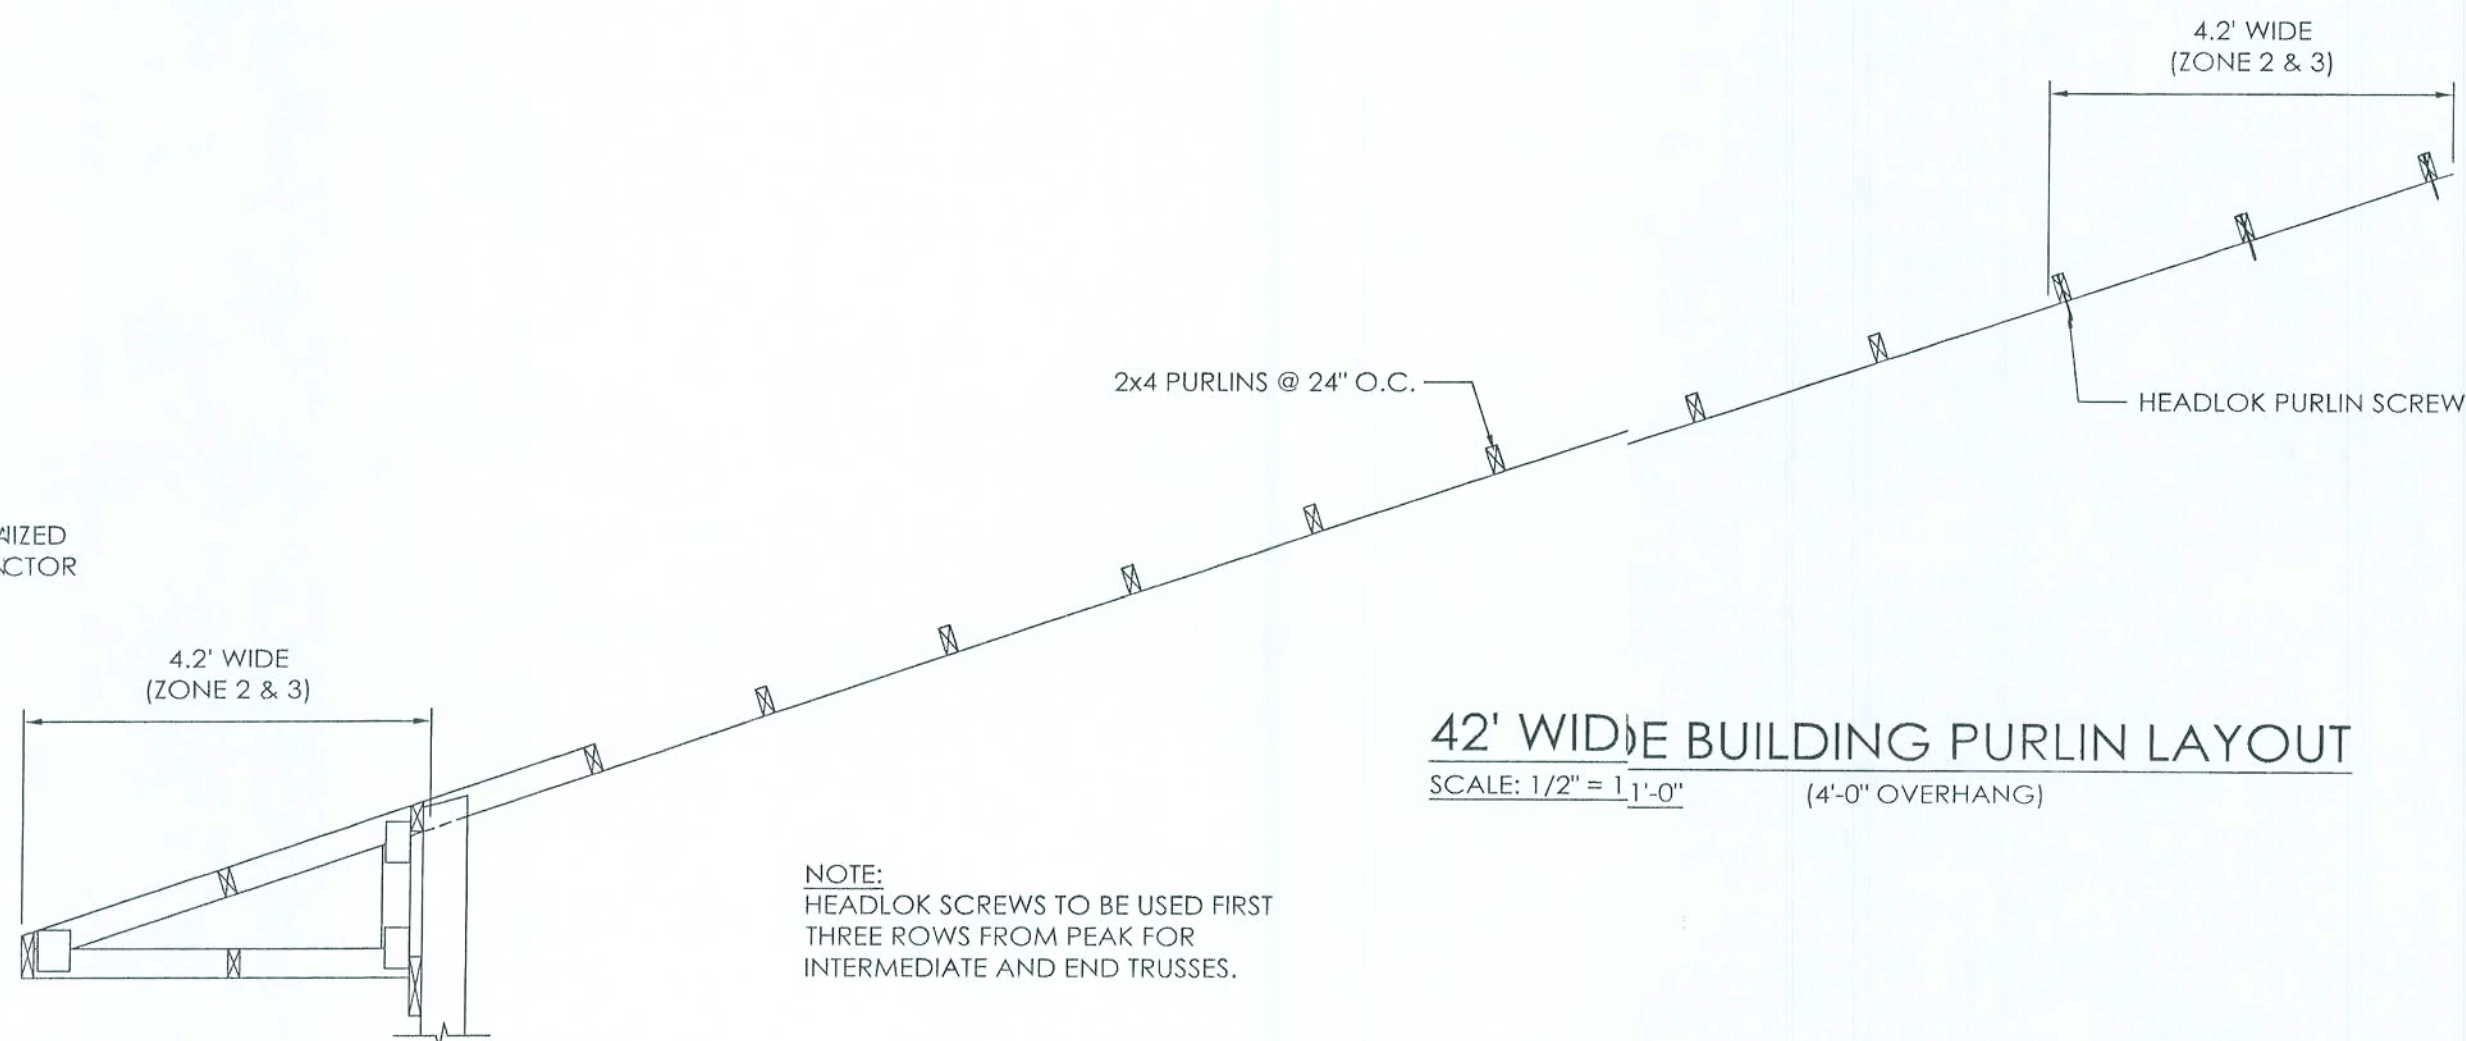 4.2' WIDE
(ZONE 2 & 3)
2x4 PURLINS @ 24" O.C.
HEADLOK PURLIN SCREW
4.2' WIDE
(ZONE 2 & 3)
42' WIDE BUILDING PURLIN LAYOUT
SCALE: 1/2" = 1'-0" (4'-0" OVERHANG)
NOTE:
HEADLOK SCREWS TO BE USED FIRST
THREE ROWS FROM PEAK FOR
INTERMEDIATE AND END TRUSSES.